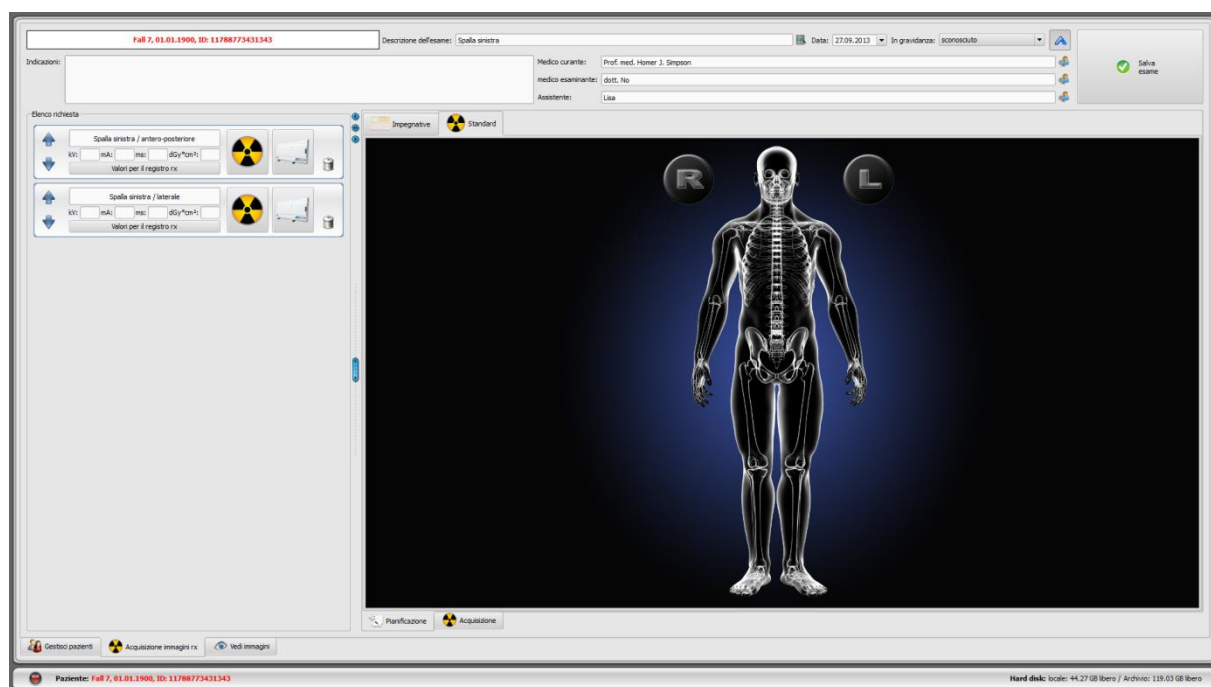 Fall 7, 01.01.1900, ID: 11788773431343
Descrizione dell'esame: Spalla sinistra
Data: 27.09.2013
In gravidanza: sconosciuto
Indicazioni:
Medico curante: Prof. med. Homer J. Simpson
medico esaminante: dott. No
Assistente: Lisa
Salva
esame
Elenco richiesta
Spalla sinistra / antero-posteriore
kV: mA: ms: dGy*cm²:
Valori per il registro rx
Spalla sinistra / laterale
kV: mA: ms: dGy*cm²:
Valori per il registro rx
Impegnative
Standard
R
L
Pianificazione
Acquisizione
Gestisci pazienti
Acquisizione immagini rx
Vedi immagini
Paziente: Fall 7, 01.01.1900, ID: 11788773431343
Hard disk: locale: 44.27 GB libero / Archivio: 119.03 GB libero